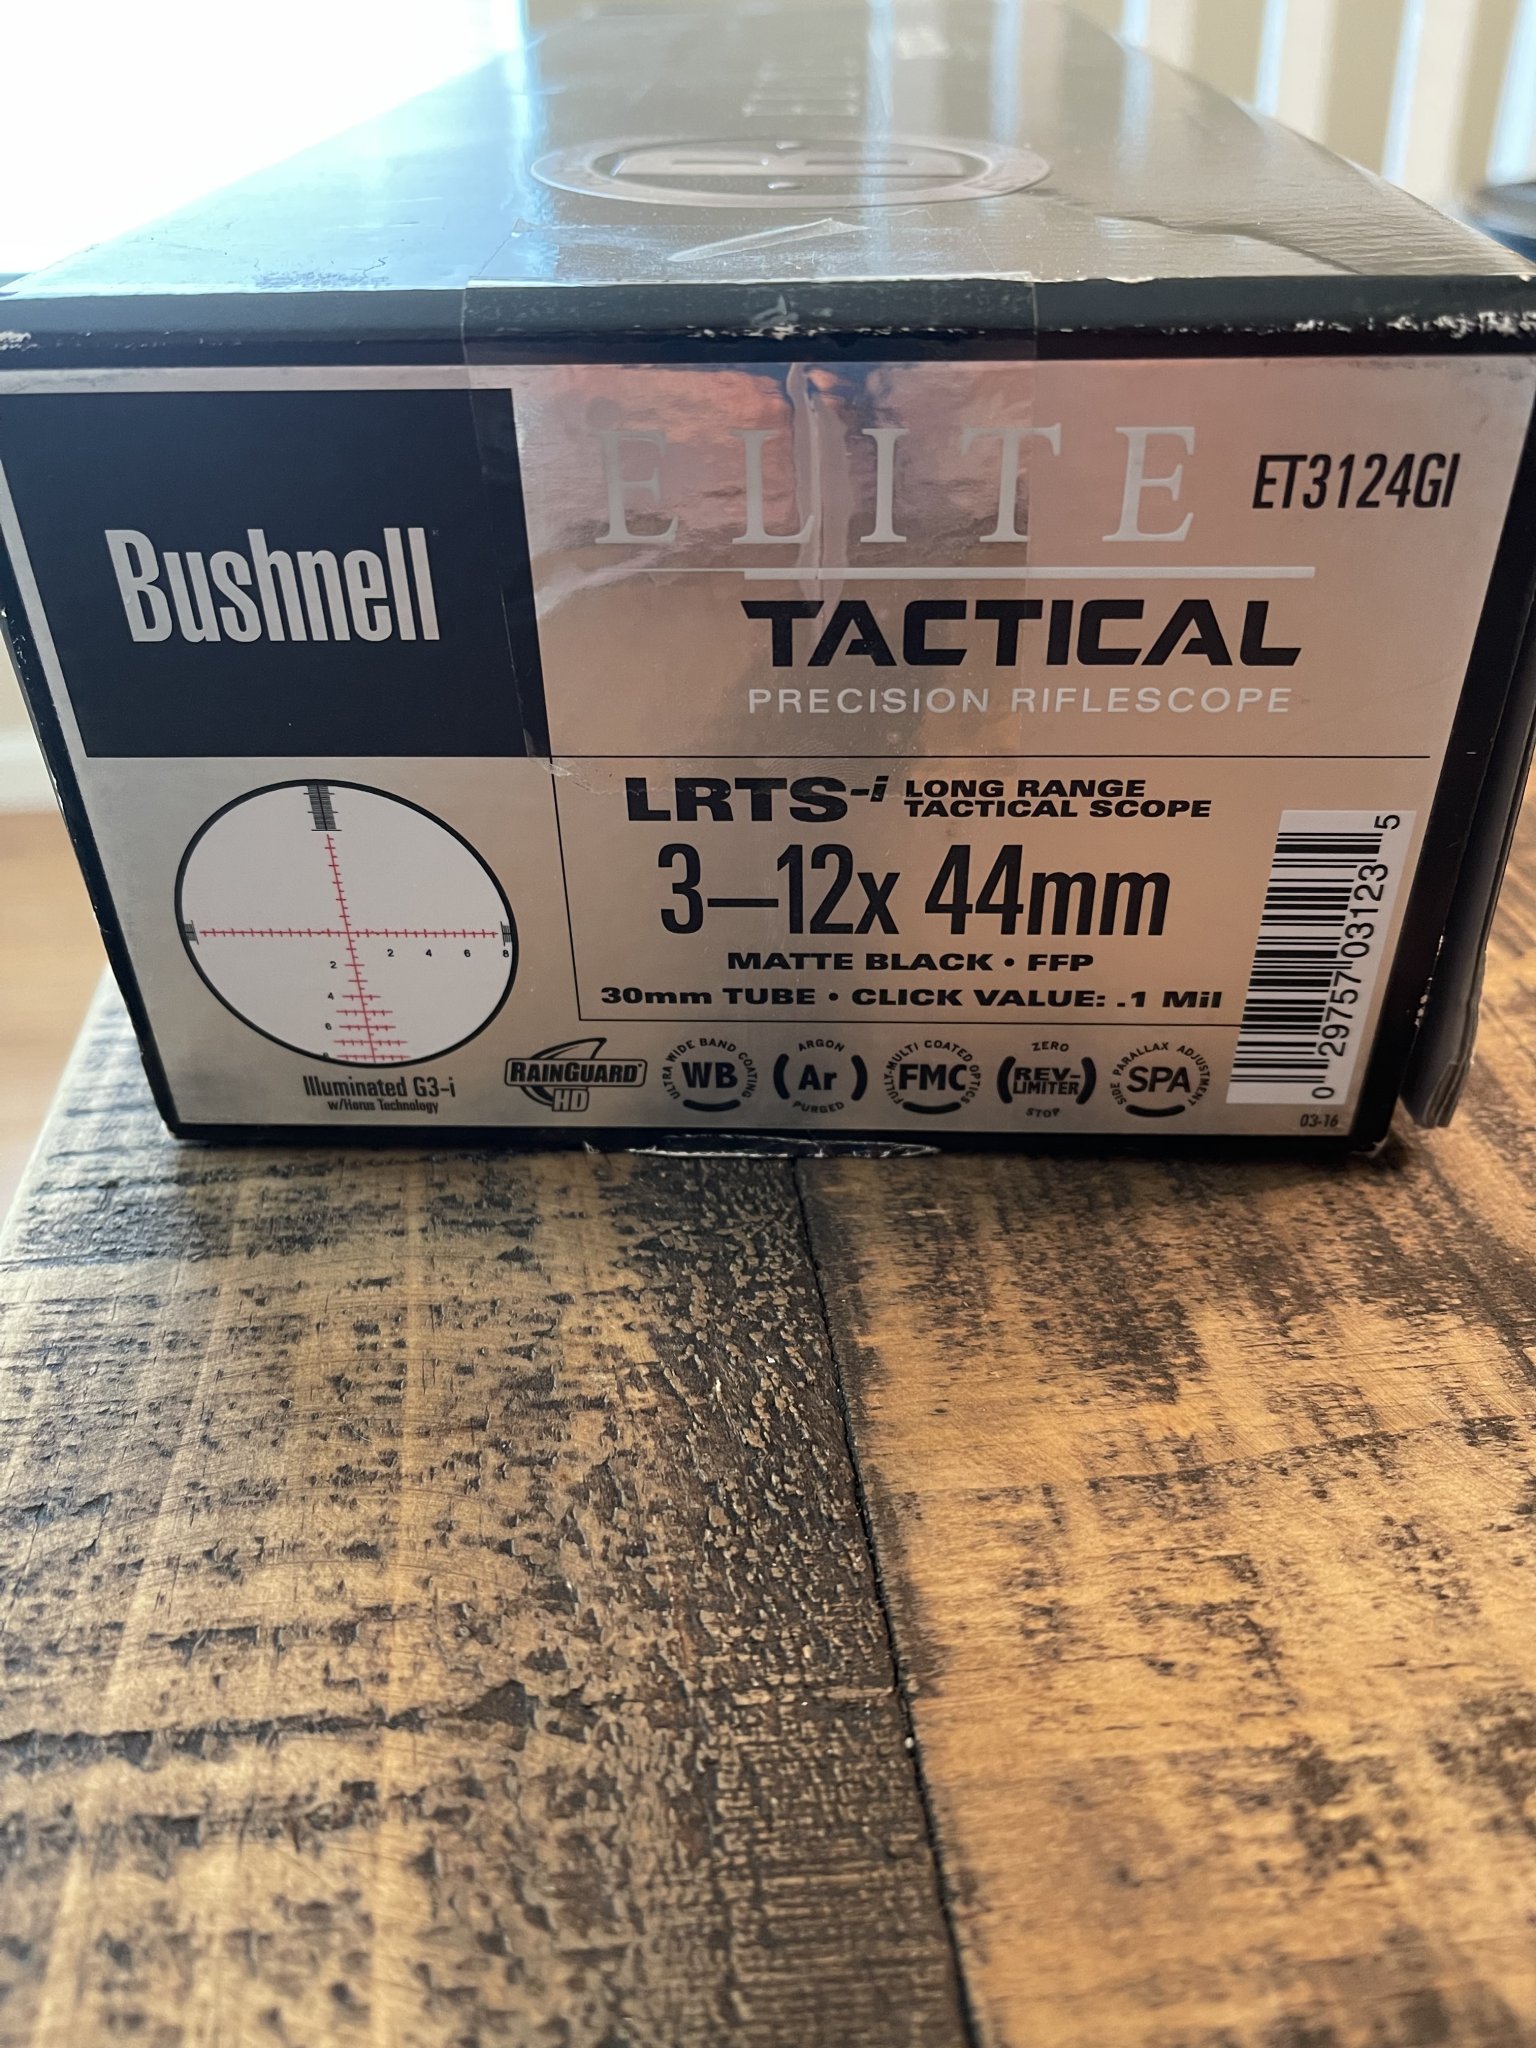 Bushnell
ELITE
ET3124GI
TACTICAL
PRECISION RIFLESCOPE
LRTS-i LONG RANGE
TACTICAL SCOPE
3–12x 44mm
MATTE BLACK • FFP
30mm TUBE • CLICK VALUE: .1 Mil
2 4 6 8
2
4
6
8
Illuminated G3-i
w/Horus Technology
RAINGUARD HD
ULTRA WIDE BAND COATING
WB
ARGON
Ar
PURGED
FULLY-MULTI COATED OPTICS
FMC
ZERO
REV-
LIMITER
STOP
SIDE PARALLAX ADJUSTMENT
SPA
0 29757 03123 5
03-16